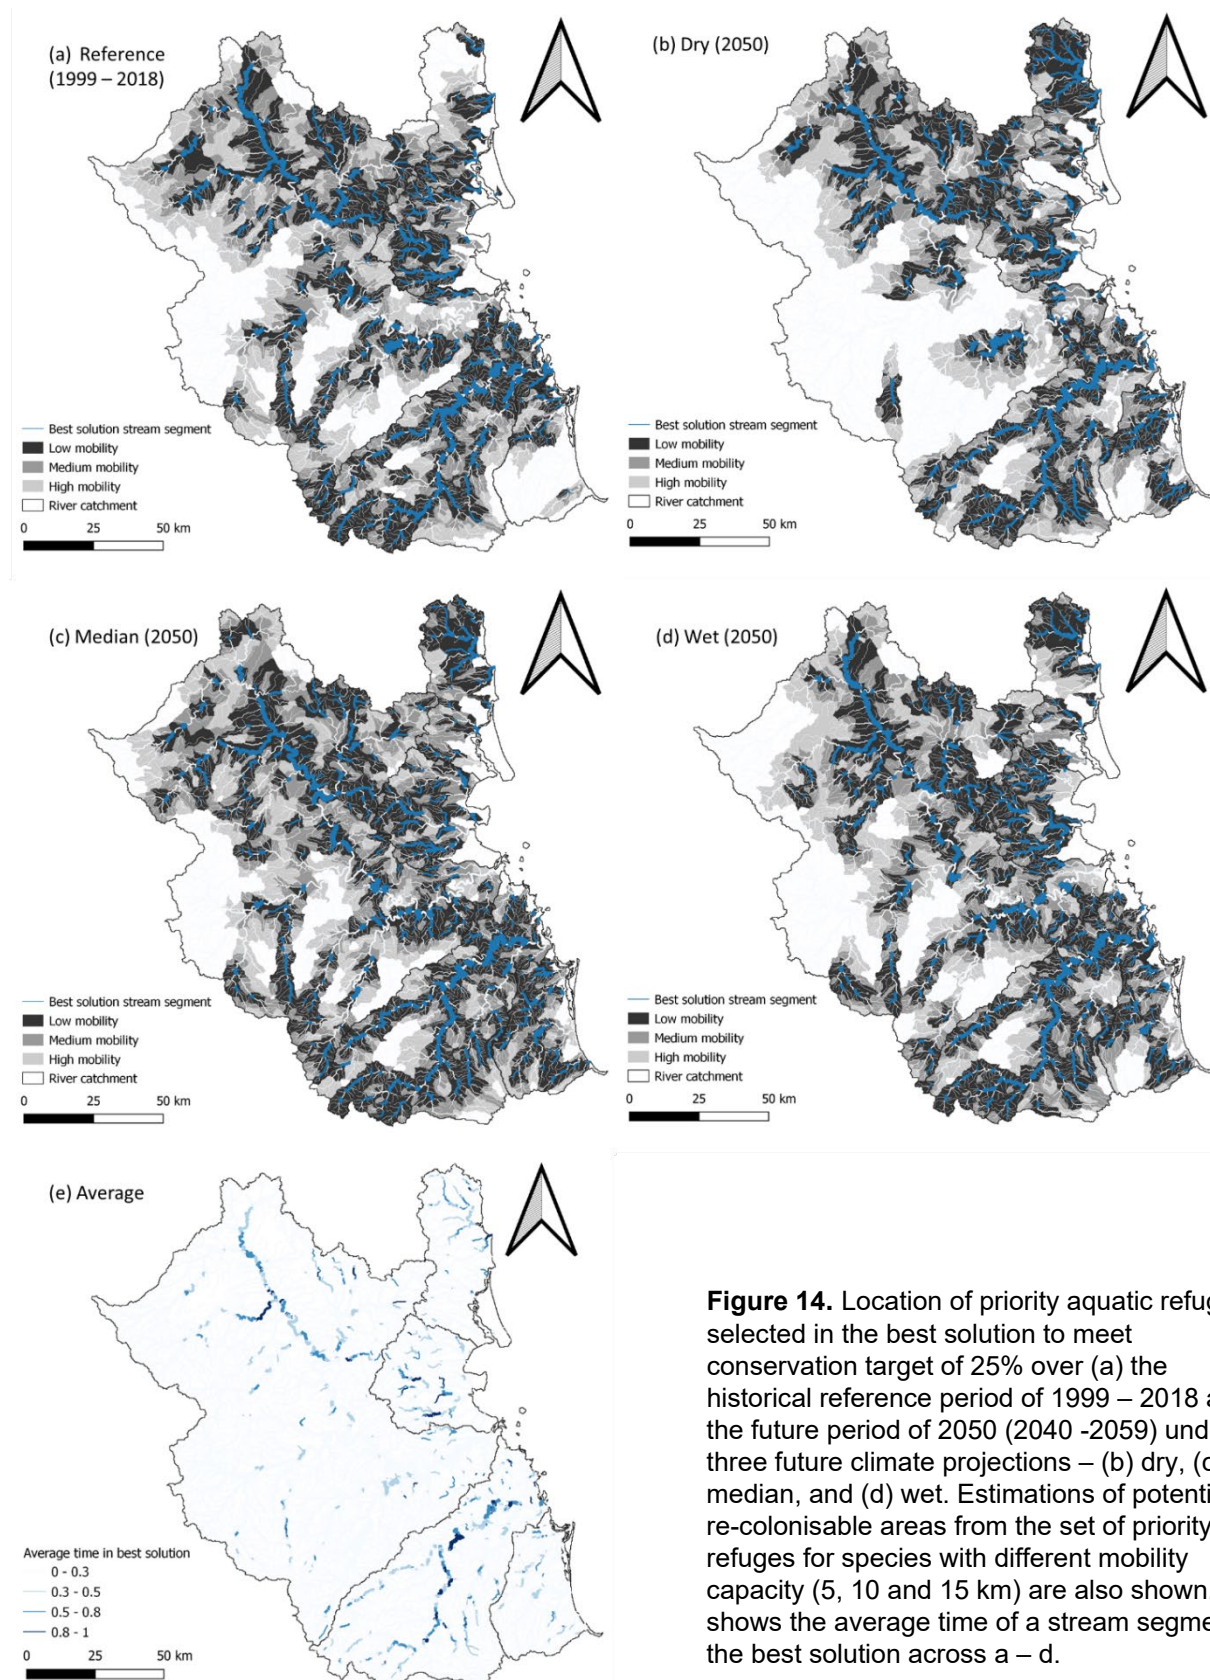 (a) Reference
(1999 – 2018)
Best solution stream segment
Low mobility
Medium mobility
High mobility
River catchment
0 25 50 km
(b) Dry (2050)
Best solution stream segment
Low mobility
Medium mobility
High mobility
River catchment
0 25 50 km
(c) Median (2050)
Best solution stream segment
Low mobility
Medium mobility
High mobility
River catchment
0 25 50 km
(d) Wet (2050)
Best solution stream segment
Low mobility
Medium mobility
High mobility
River catchment
0 25 50 km
(e) Average
Average time in best solution
0 - 0.3
0.3 - 0.5
0.5 - 0.8
0.8 - 1
0 25 50 km
Figure 14. Location of priority aquatic
selected in the best solution to meet
conservation target of 25% over (a) the
historical reference period of 1999 – 2018
the future period of 2050 (2040 -2059)
three future climate projections – (b) dry,
median, and (d) wet. Estimations of
re-colonisable areas from the set of priority
refuges for species with different mobility
capacity (5, 10 and 15 km) are also shown.
shows the average time of a stream
the best solution across a – d.